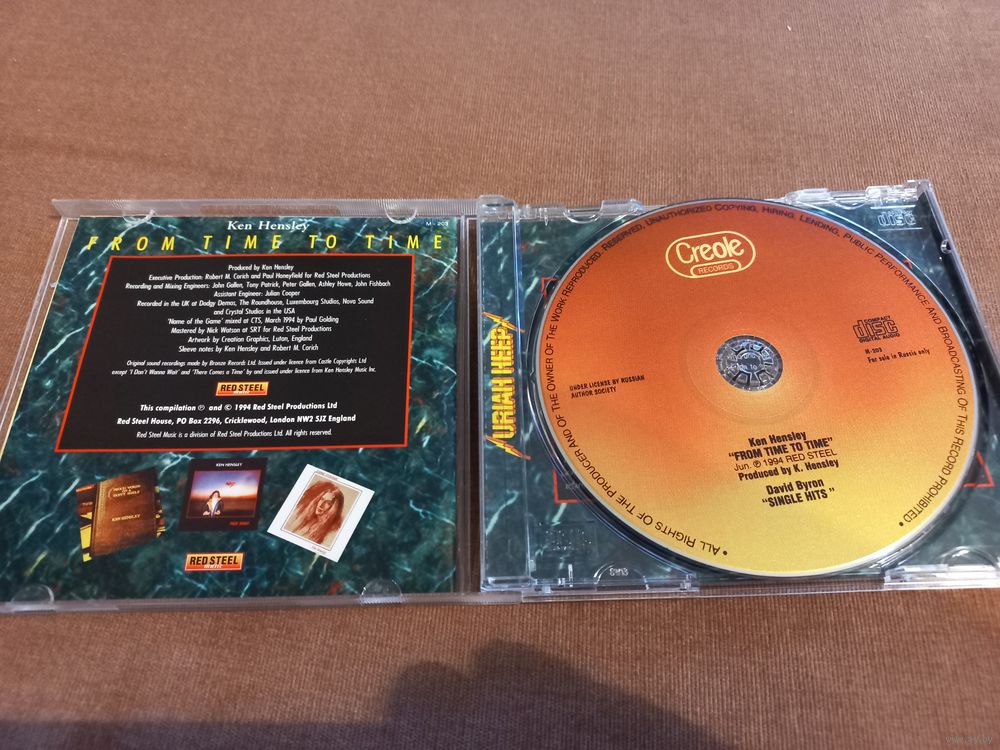 Ken Hensley
M - 203
FROM TIME TO TIME
Produced by Ken Hensley
Executive Production: Robert M. Corich and Paul Honeyfield for Red Steel Productions
Recording and Mixing Engineers: John Gallen, Tony Patrick, Peter Gallen, Ashley Howe, John Fishbach
Assistant Engineer: Julian Cooper
Recorded in the UK at Dodgy Demos, The Roundhouse, Luxembourg Studios, Nova Sound
and Crystal Studios in the USA
'Name of the Game' mixed at CTS, March 1994 by Paul Golding
Mastered by Nick Watson at SRT for Red Steel Productions
Artwork by Creation Graphics, Luton, England
Sleeve notes by Ken Hensley and Robert M. Corich
Original sound recordings made by Bronze Records Ltd. Issued under licence from Castle Copyrights Ltd
except 'I Don't Wanna Wait' and 'There Comes a Time' by and issued under licence from Ken Hensley Music Inc.
RED STEEL
This compilation ℗ and © 1994 Red Steel Productions Ltd
Red Steel House, PO Box 2296, Cricklewood, London NW2 5JZ England
Red Steel Music is a division of Red Steel Productions Ltd. All rights reserved.
KEN HENSLEY
KEN HENSLEY
RED STEEL
URIAH HEEP
• ALL RIGHTS OF THE PRODUCER AND OF THE OWNER OF THE WORK REPRODUCED, RESERVED, UNAUTHORIZED COPYING, HIRING, LENDING, PUBLIC PERFORMANCE AND BROADCASTING OF THIS RECORD PROHIBITED •
Creole
RECORDS
COMPACT
disc
DIGITAL AUDIO
M-203
For sale in Russia only
UNDER LICENSE BY RUSSIAN
AUTHOR SOCIETY
Ken Hensley
"FROM TIME TO TIME"
Jun. ℗ 1994 RED STEEL
Produced by K. Hensley
David Byron
"SINGLE HITS"
disc